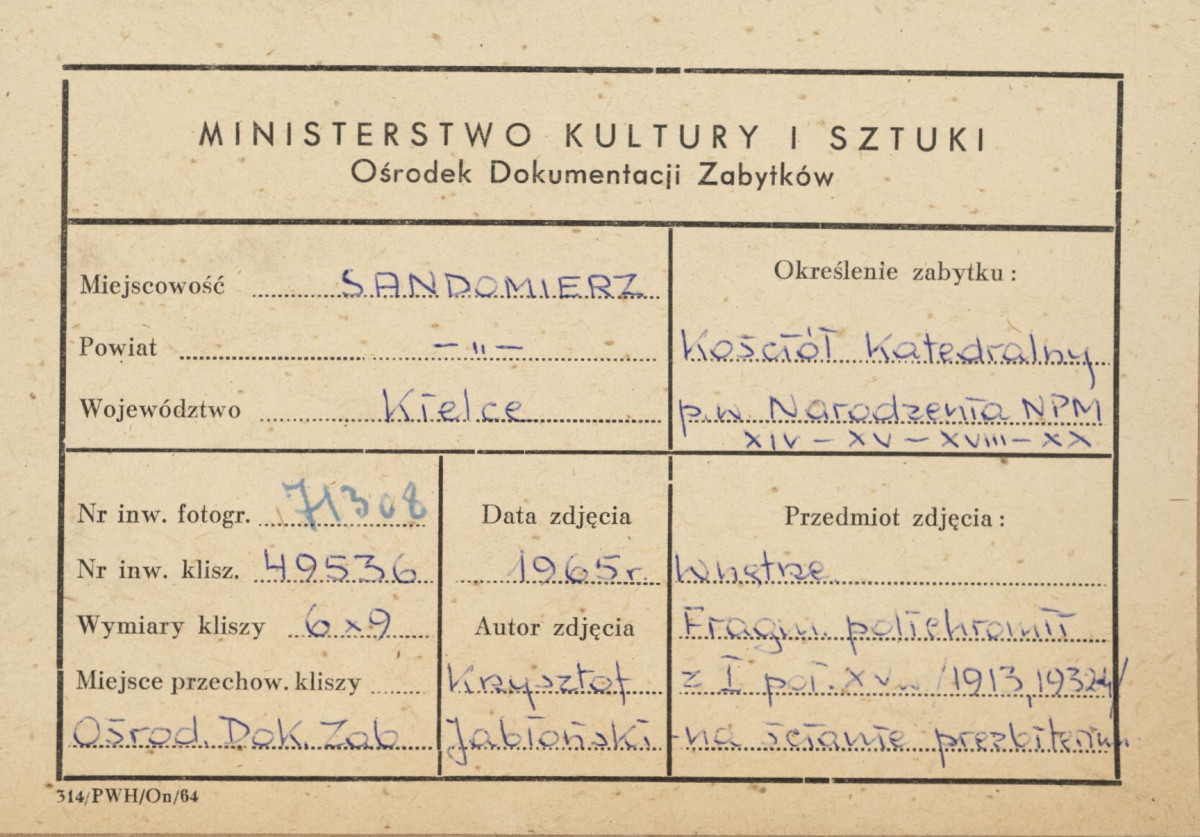 MINISTERSTWO KULTURY I SZTUKI
Ośrodek Dokumentacji Zabytków
Miejscowość SANDOMIERZ
Powiat — " —
Województwo Kielce
Określenie zabytku:
Kościół Katedralny
p.w. Narodzenia NPM
XIV – XV – XVIII – XX
Nr inw. fotogr. 71308
Nr inw. klisz. 49536
Wymiary kliszy 6x9
Miejsce przechow. kliszy
Ośrod. Dok. Zab
Data zdjęcia
1965r.
Autor zdjęcia
Krzysztof
Jabłoński
Przedmiot zdjęcia:
Wnętrze
Fragm. polichromii
z I poł. XV w. /1913,
na ścianie prezbiterium
314/PWH/On/64